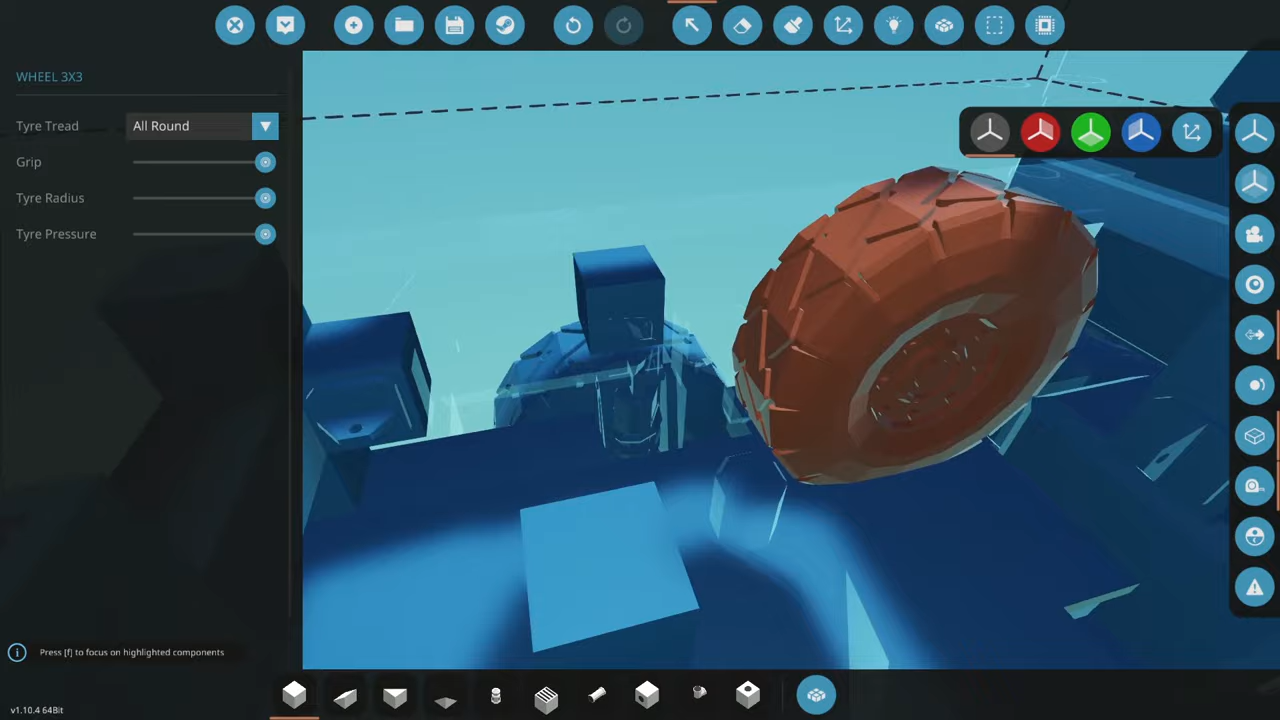 WHEEL 3X3
Tyre Tread
All Round
Grip
Tyre Radius
Tyre Pressure
Press [f] to focus on highlighted components
v1.10.4 64Bit